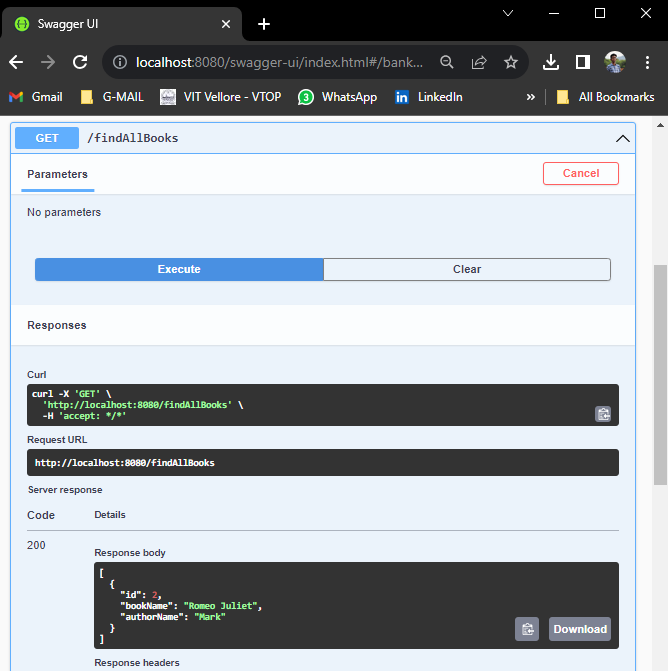 Swagger UI
localhost:8080/swagger-ui/index.html#/bank...
Gmail
G-MAIL
VIT Vellore - VTOP
WhatsApp
LinkedIn
»
All Bookmarks
GET /findAllBooks
Parameters
Cancel
No parameters
Execute
Clear
Responses
Curl
curl -X 'GET' \
'http://localhost:8080/findAllBooks' \
-H 'accept: */*'
Request URL
http://localhost:8080/findAllBooks
Server response
Code
Details
200
Response body
[
{
"id": 2,
"bookName": "Romeo Juliet",
"authorName": "Mark"
}
]
Download
Response headers